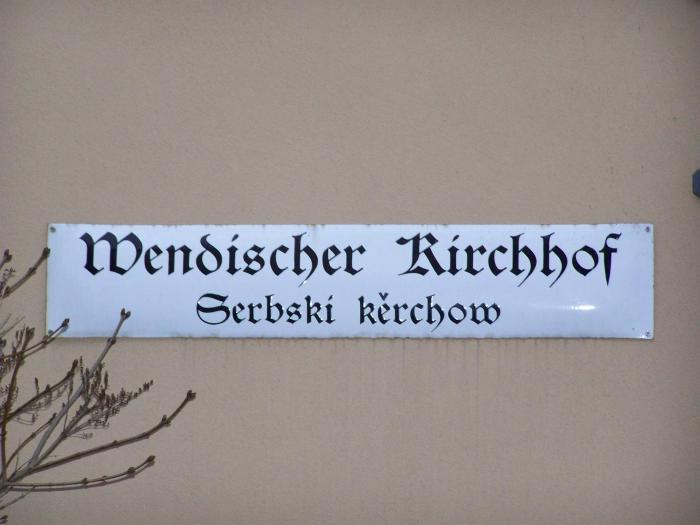 Wendischer Kirchhof
Serbski kěrchow